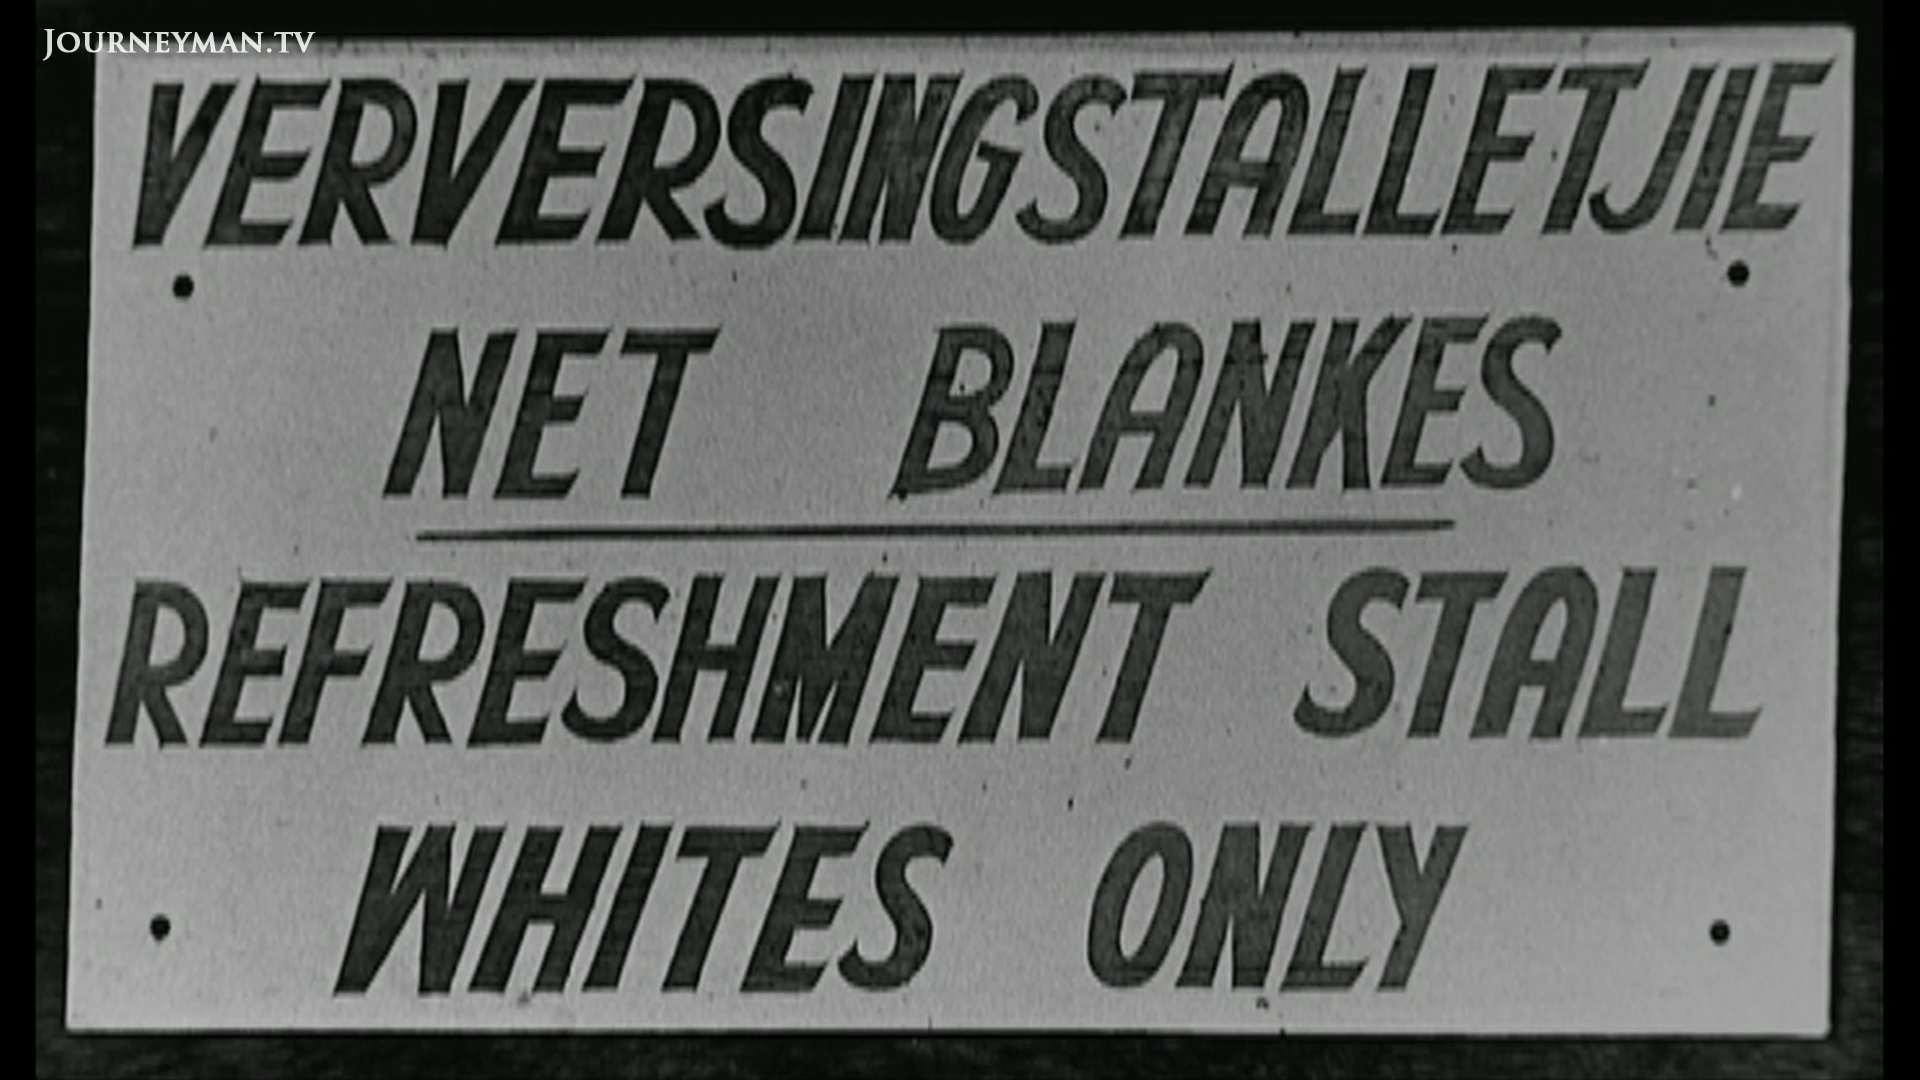 JOURNEYMAN.TV
VERVERSINGSTALLETJIE
NET BLANKES
REFRESHMENT STALL
WHITES ONLY